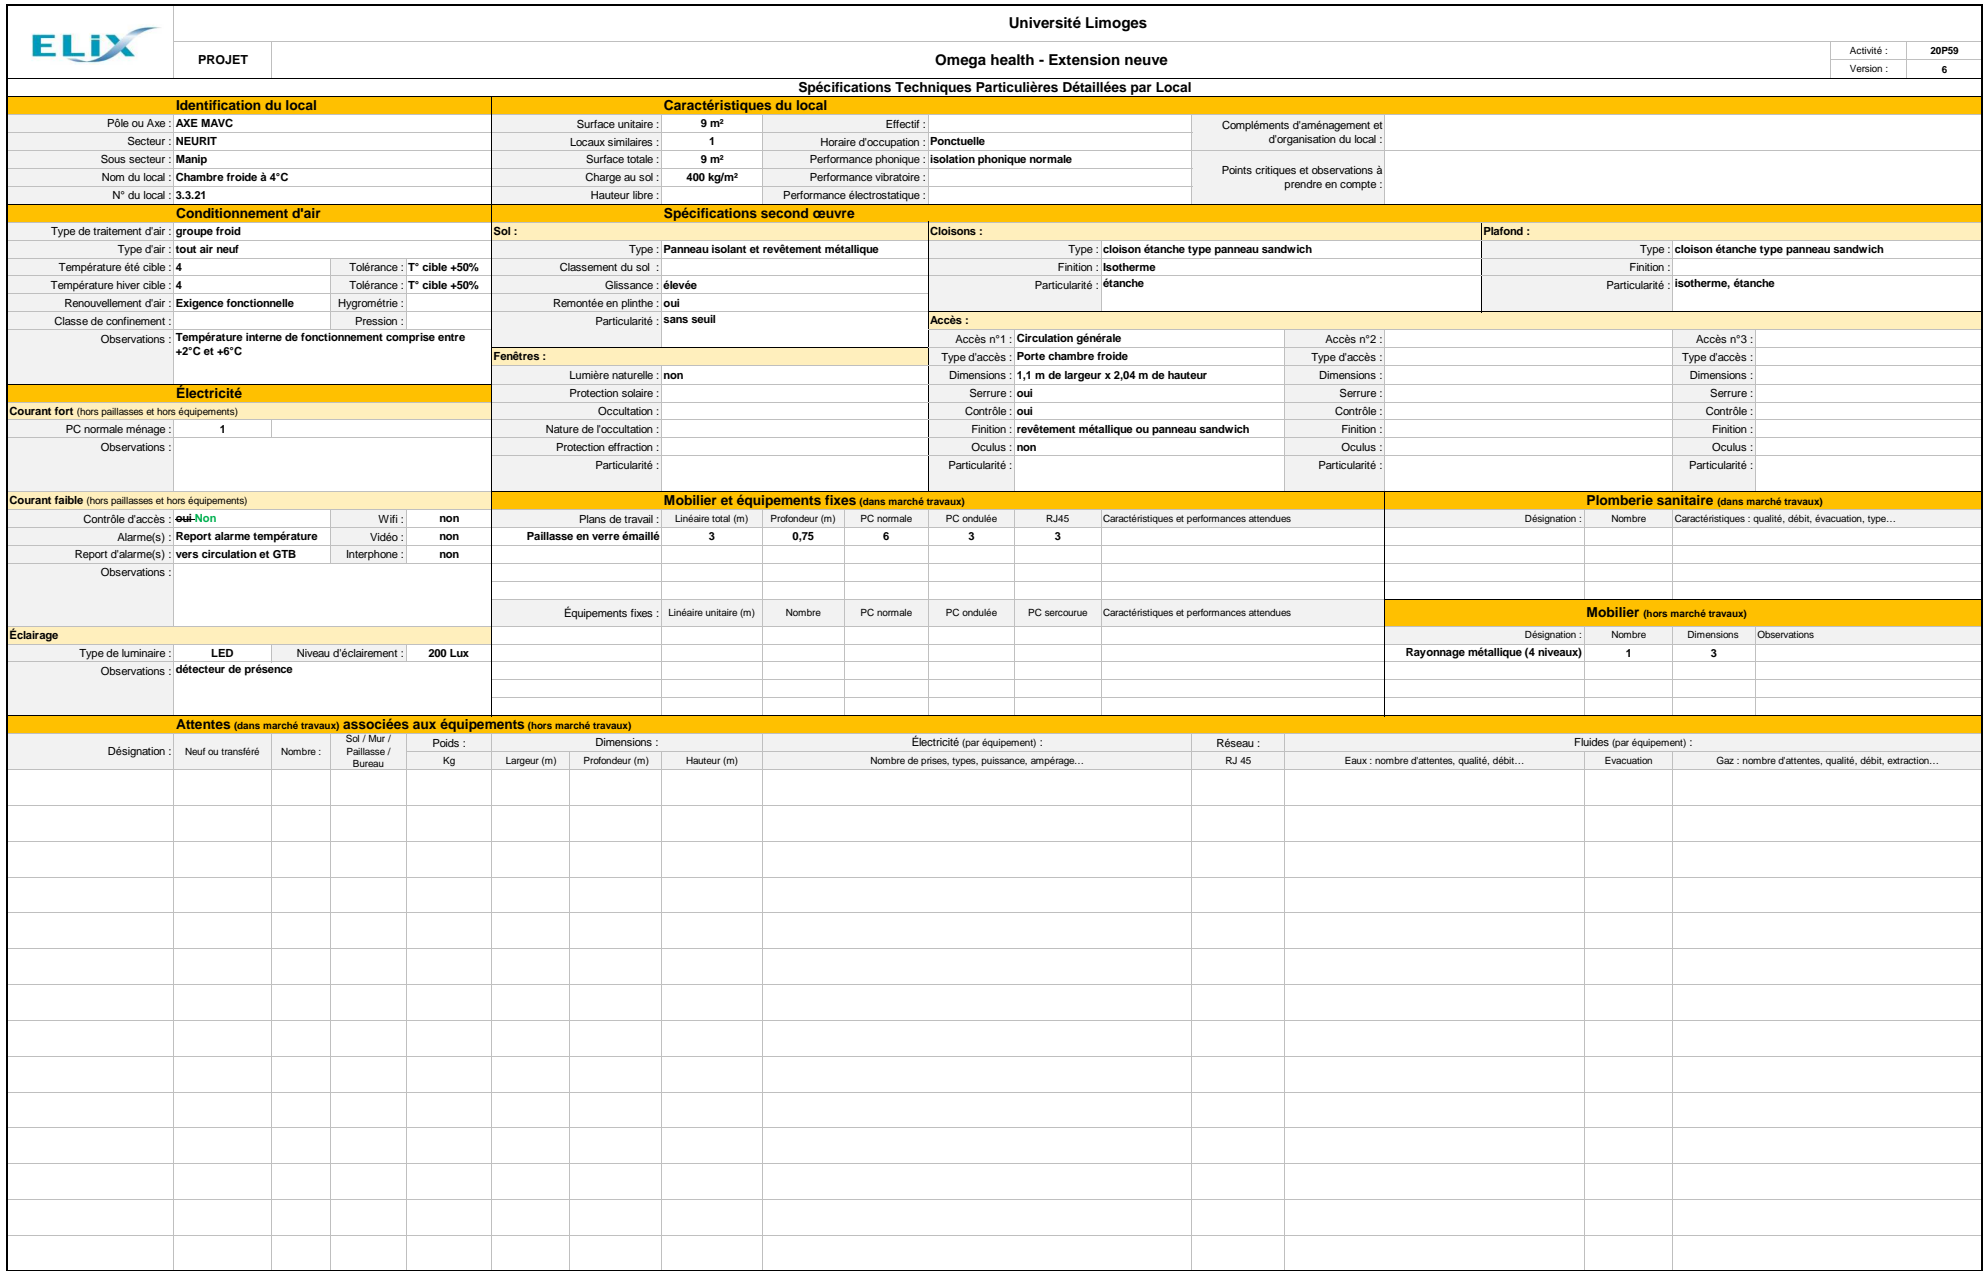 ELiX
Université Limoges
PROJET
Omega health - Extension neuve
Activité : 20P59
Version : 6
Spécifications Techniques Particulières Détaillées par Local
Identification du local
Pôle ou Axe : AXE MAVC
Secteur : NEURIT
Sous secteur : Manip
Nom du local : Chambre froide à 4°C
N° du local : 3.3.21
Caractéristiques du local
Surface unitaire : 9 m² Effectif :
Locaux similaires : 1 Horaire d'occupation : Ponctuelle
Surface totale : 9 m² Performance phonique : isolation phonique normale
Charge au sol : 400 kg/m² Performance vibratoire :
Hauteur libre : Performance électrostatique :
Compléments d'aménagement et
d'organisation du local :
Points critiques et observations à
prendre en compte :
Conditionnement d'air
Type de traitement d'air : groupe froid
Type d'air : tout air neuf
Température été cible : 4 Tolérance : T° cible +50%
Température hiver cible : 4 Tolérance : T° cible +50%
Renouvellement d'air : Exigence fonctionnelle Hygrométrie :
Classe de confinement : Pression :
Observations : Température interne de fonctionnement comprise entre
+2°C et +6°C
Spécifications second œuvre
Sol :
Type : Panneau isolant et revêtement métallique
Classement du sol :
Glissance : élevée
Remontée en plinthe : oui
Particularité : sans seuil
Cloisons :
Type : cloison étanche type panneau sandwich
Finition : Isotherme
Particularité : étanche
Plafond :
Type : cloison étanche type panneau sandwich
Finition :
Particularité : isotherme, étanche
Fenêtres :
Lumière naturelle : non
Protection solaire :
Occultation :
Nature de l'occultation :
Protection effraction :
Particularité :
Accès :
Accès n°1 : Circulation générale Accès n°2 : Accès n°3 :
Type d'accès : Porte chambre froide Type d'accès : Type d'accès :
Dimensions : 1,1 m de largeur x 2,04 m de hauteur Dimensions : Dimensions :
Serrure : oui Serrure : Serrure :
Contrôle : oui Contrôle : Contrôle :
Finition : revêtement métallique ou panneau sandwich Finition : Finition :
Oculus : non Oculus : Oculus :
Particularité : Particularité : Particularité :
Électricité
Courant fort (hors paillasses et hors équipements)
PC normale ménage : 1
Observations :
Courant faible (hors paillasses et hors équipements)
Contrôle d'accès : oui Non Wifi : non
Alarme(s) : Report alarme température Vidéo : non
Report d'alarme(s) : vers circulation et GTB Interphone : non
Observations :
Éclairage
Type de luminaire : LED Niveau d'éclairement : 200 Lux
Observations : détecteur de présence
Mobilier et équipements fixes (dans marché travaux)
Plans de travail : Linéaire total (m) Profondeur (m) PC normale PC ondulée RJ45 Caractéristiques et performances attendues
Paillasse en verre émaillé 3 0,75 6 3 3
Équipements fixes : Linéaire unitaire (m) Nombre PC normale PC ondulée PC sercourue Caractéristiques et performances attendues
Plomberie sanitaire (dans marché travaux)
Désignation : Nombre Caractéristiques : qualité, débit, évacuation, type…
Mobilier (hors marché travaux)
Désignation : Nombre Dimensions Observations
Rayonnage métallique (4 niveaux) 1 3
Attentes (dans marché travaux) associées aux équipements (hors marché travaux)
Désignation : Neuf ou transféré Nombre : Sol / Mur /
Paillasse /
Bureau
Poids : Dimensions : Électricité (par équipement) : Réseau : Fluides (par équipement) :
Kg Largeur (m) Profondeur (m) Hauteur (m) Nombre de prises, types, puissance, ampérage… RJ 45 Eaux : nombre d'attentes, qualité, débit… Evacuation Gaz : nombre d'attentes, qualité, débit, extraction…